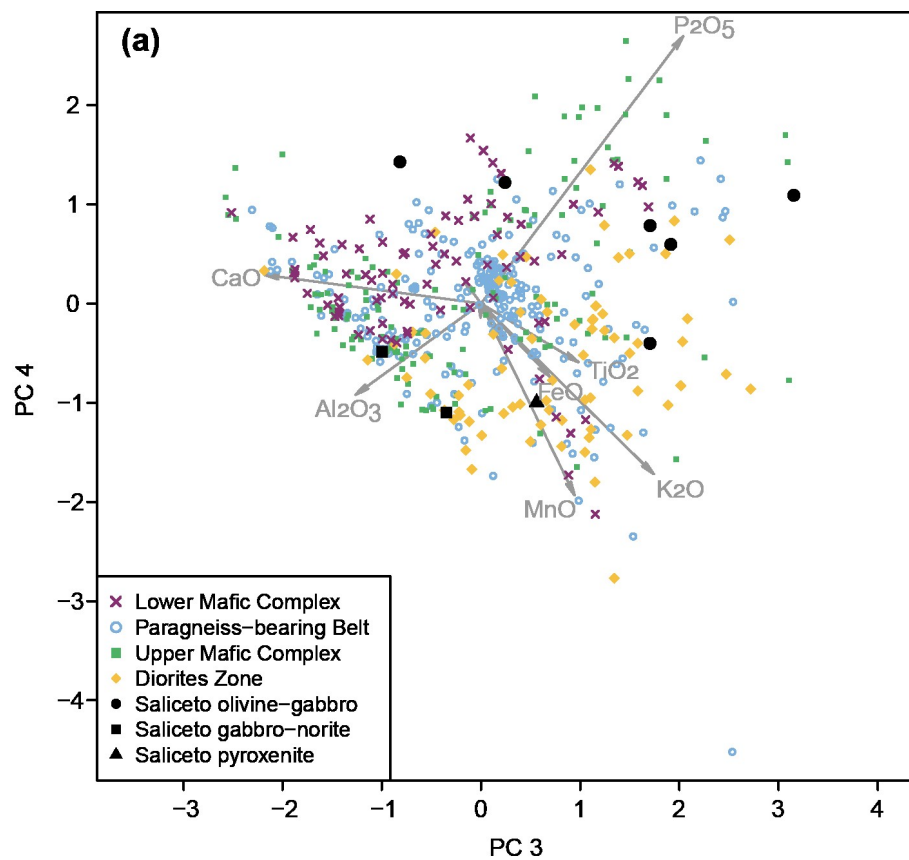 (a)
P2O5
2
1
CaO
0
TiO2
FeO
Al2O3
−1
K2O
MnO
−2
−3
−4
PC 4
Lower Mafic Complex
Paragneiss−bearing Belt
Upper Mafic Complex
Diorites Zone
Saliceto olivine−gabbro
Saliceto gabbro−norite
Saliceto pyroxenite
−3 −2 −1 0 1 2 3 4
PC 3